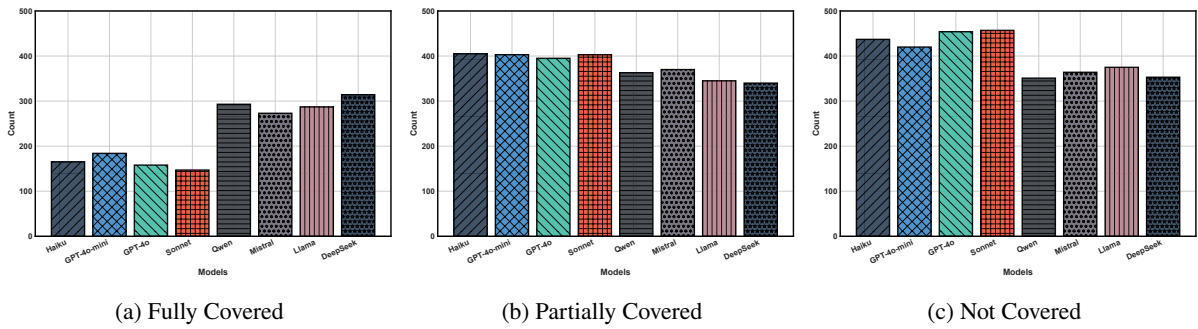 500
400
300
200
100
0
Count
Haiku
GPT-4o-mini
GPT-4o
Sonnet
Qwen
Mistral
Llama
DeepSeek
Models
(a) Fully Covered
500
400
300
200
100
0
Count
Haiku
GPT-4o-mini
GPT-4o
Sonnet
Qwen
Mistral
Llama
DeepSeek
Models
(b) Partially Covered
500
400
300
200
100
0
Count
Haiku
GPT-4o-mini
GPT-4o
Sonnet
Qwen
Mistral
Llama
DeepSeek
Models
(c) Not Covered